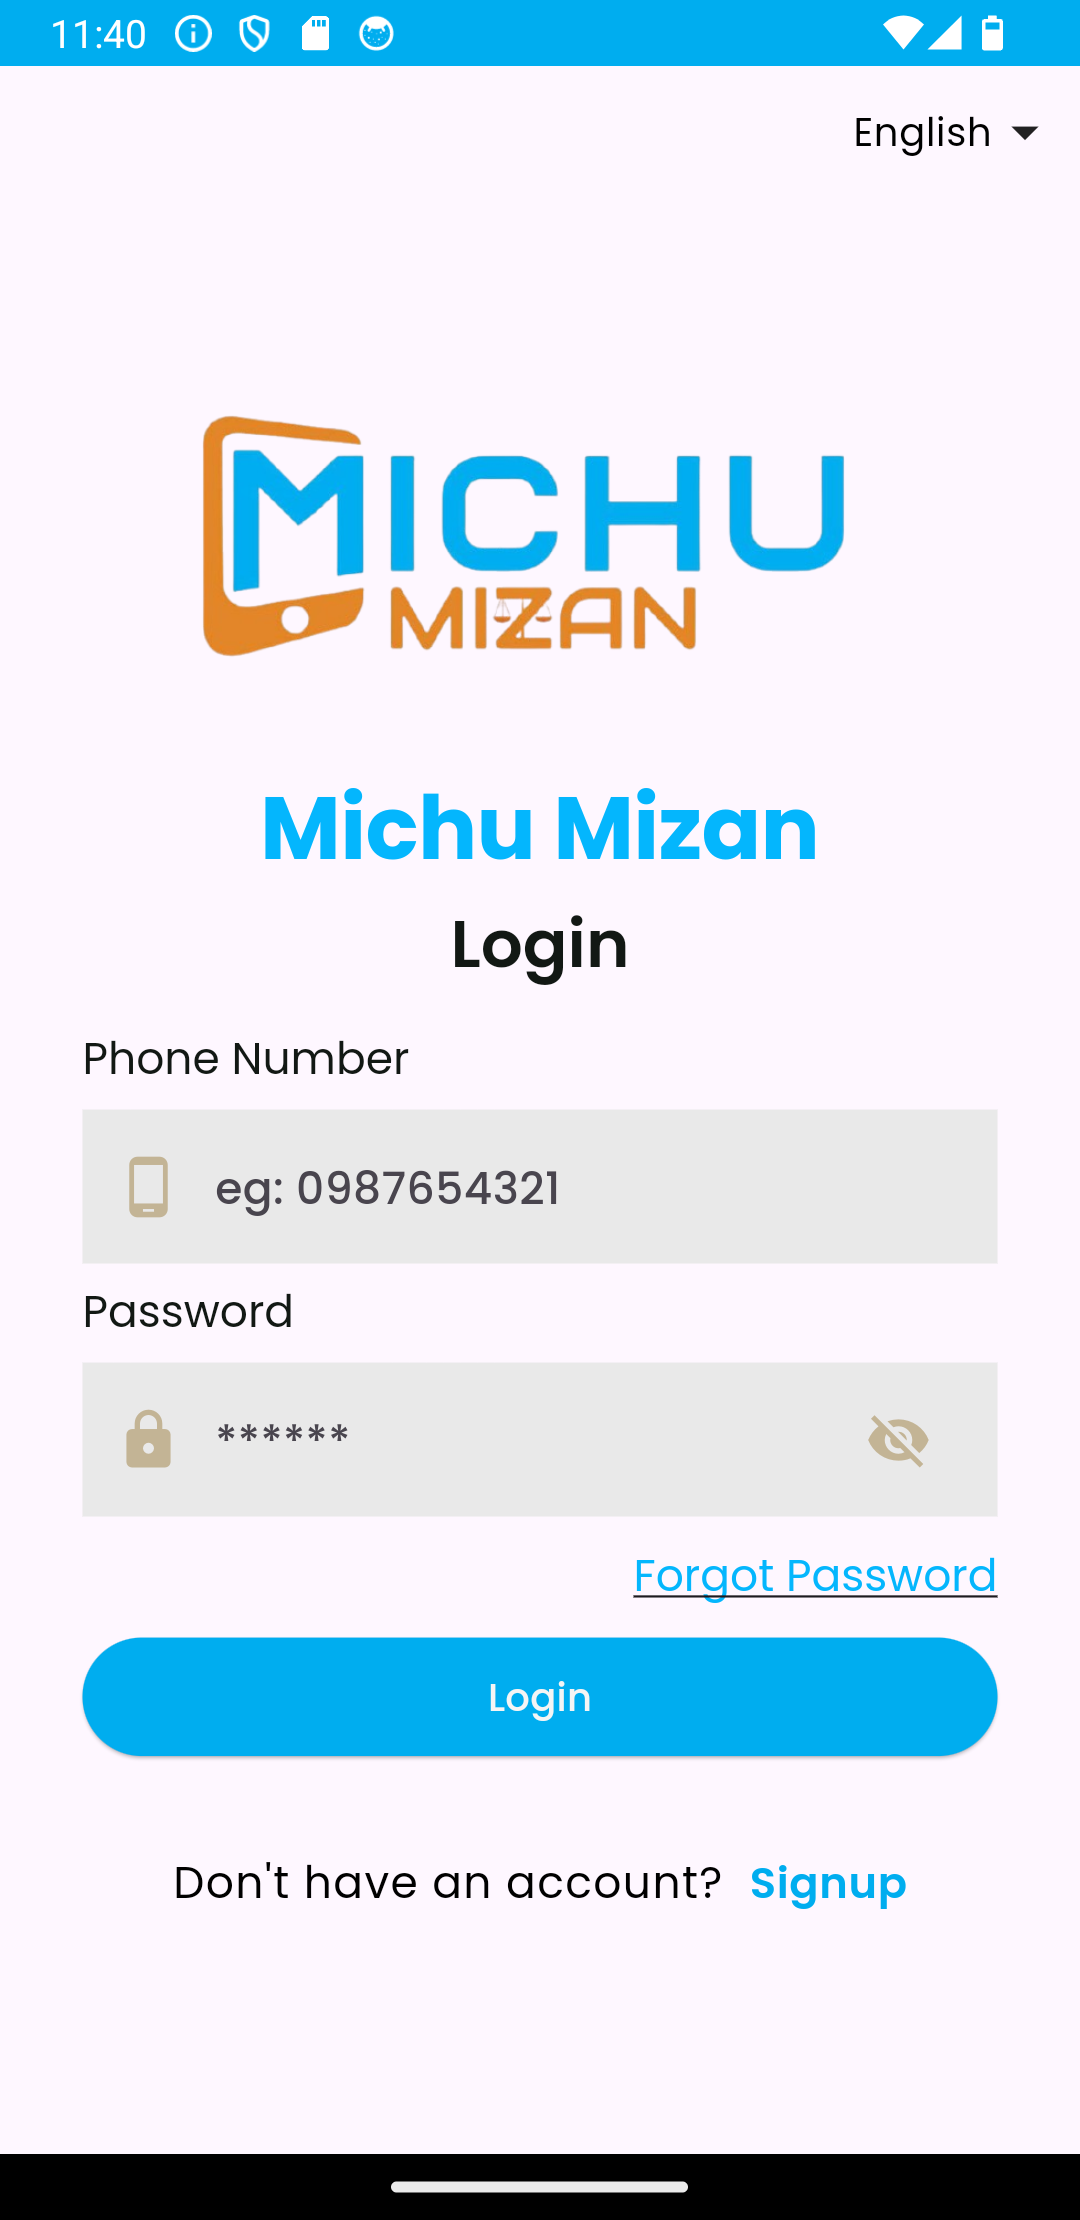 11:40
English
MICHU
MIZAN
Michu Mizan
Login
Phone Number
eg: 0987654321
Password
******
Forgot Password
Login
Don't have an account? Signup